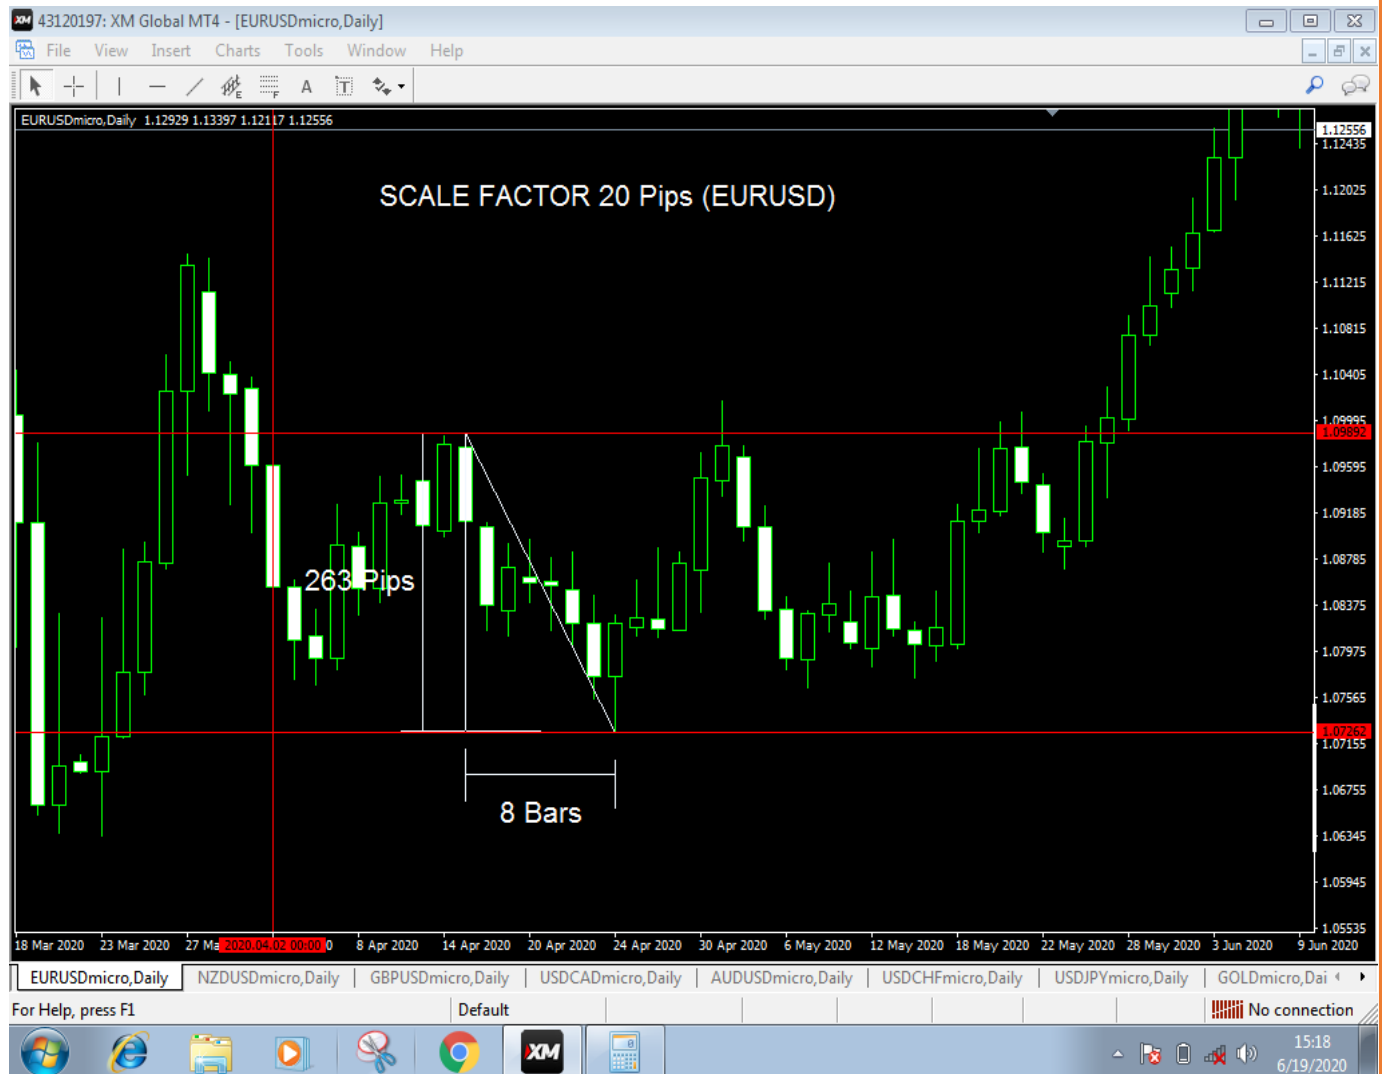 XM 43120197: XM Global MT4 - [EURUSDmicro,Daily]
File View Insert Charts Tools Window Help
E F A T
EURUSDmicro,Daily 1.12929 1.13397 1.12117 1.12556
1.12556
1.12435
SCALE FACTOR 20 Pips (EURUSD)
1.12025
1.11625
1.11215
1.10815
1.10405
1.09995
1.09892
1.09595
1.09185
1.08785
263 Pips
1.08375
1.07975
1.07565
1.07262
1.07155
1.06755
8 Bars
1.06345
1.05945
1.05535
18 Mar 2020 23 Mar 2020 27 Ma 2020.04.02 00:00 0 8 Apr 2020 14 Apr 2020 20 Apr 2020 24 Apr 2020 30 Apr 2020 6 May 2020 12 May 2020 18 May 2020 22 May 2020 28 May 2020 3 Jun 2020 9 Jun 2020
EURUSDmicro,Daily NZDUSDmicro,Daily GBPUSDmicro,Daily USDCADmicro,Daily AUDUSDmicro,Daily USDCHFmicro,Daily USDJPYmicro,Daily GOLDmicro,Dai
For Help, press F1 Default No connection
XM
15:18
6/19/2020